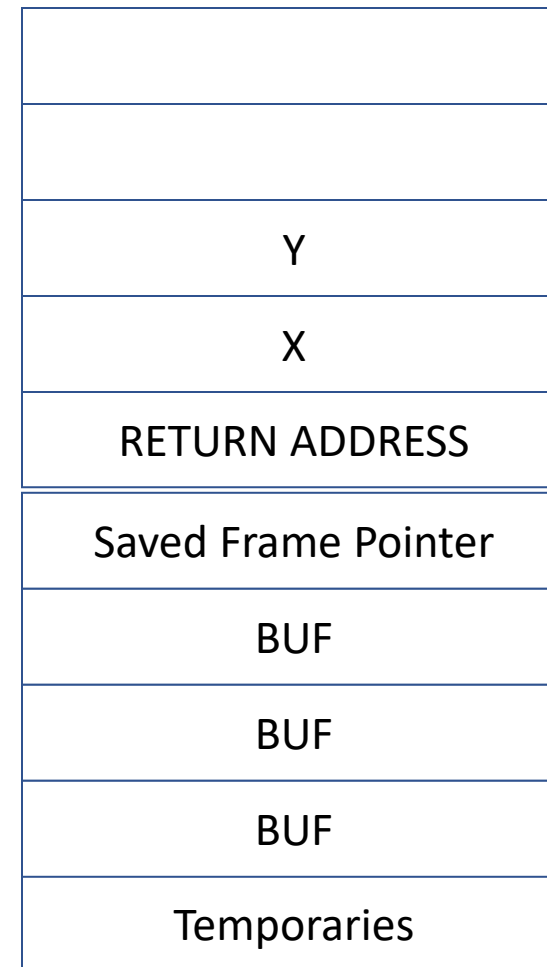 Y
X
RETURN ADDRESS
Saved Frame Pointer
BUF
BUF
BUF
Temporaries